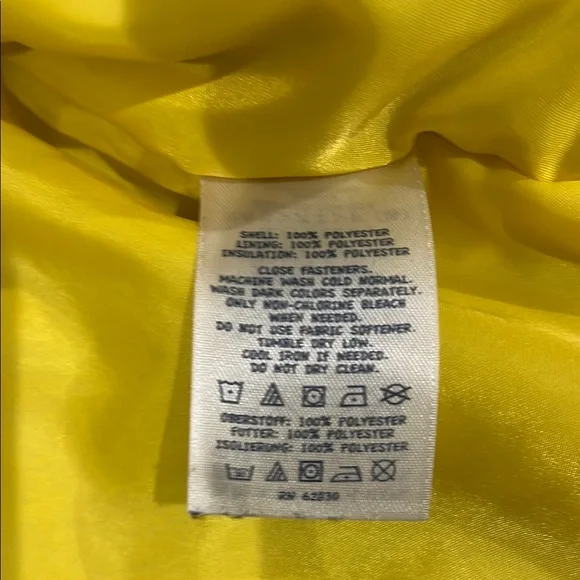 SHELL: 100% POLYESTER
LINING: 100% POLYESTER
INSULATION: 100% POLYESTER
CLOSE FASTENERS.
MACHINE WASH COLD NORMAL.
WASH DARK COLORS SEPARATELY.
ONLY NON-CHLORINE BLEACH
WHEN NEEDED.
DO NOT USE FABRIC SOFTENER.
TUMBLE DRY LOW.
COOL IRON IF NEEDED.
DO NOT DRY CLEAN.
OBERSTOFF: 100% POLYESTER
FUTTER: 100% POLYESTER
ISOLIERUNG: 100% POLYESTER
RN 62830